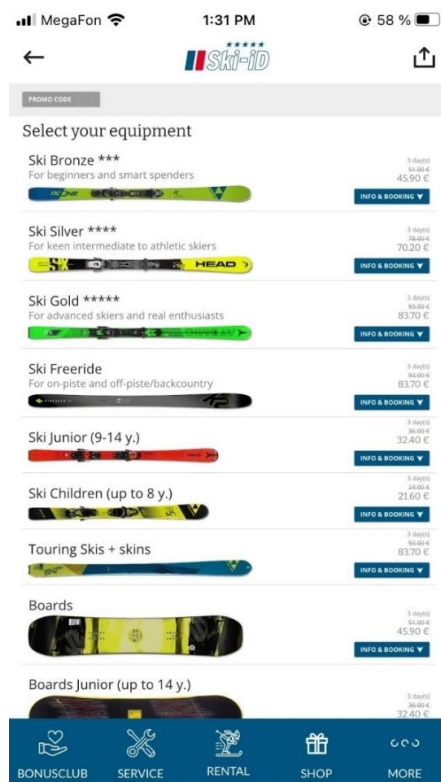 MegaFon 1:31 PM 58 %
Ski-iD
PROMO CODE
Select your equipment
Ski Bronze ***
For beginners and smart spenders
3 day(s)
51.00 €
45.90 €
INFO & BOOKING
Ski Silver ****
For keen intermediate to athletic skiers
HEAD
3 day(s)
78.00 €
70.20 €
INFO & BOOKING
Ski Gold *****
For advanced skiers and real enthusiasts
3 day(s)
93.00 €
83.70 €
INFO & BOOKING
Ski Freeride
For on-piste and off-piste/backcountry
3 day(s)
93.00 €
83.70 €
INFO & BOOKING
Ski Junior (9-14 y.)
3 day(s)
36.00 €
32.40 €
INFO & BOOKING
Ski Children (up to 8 y.)
3 day(s)
24.00 €
21.60 €
INFO & BOOKING
Touring Skis + skins
3 day(s)
93.00 €
83.70 €
INFO & BOOKING
Boards
3 day(s)
51.00 €
45.90 €
INFO & BOOKING
Boards Junior (up to 14 y.)
3 day(s)
36.00 €
32.40 €
BONUSCLUB SERVICE RENTAL SHOP MORE